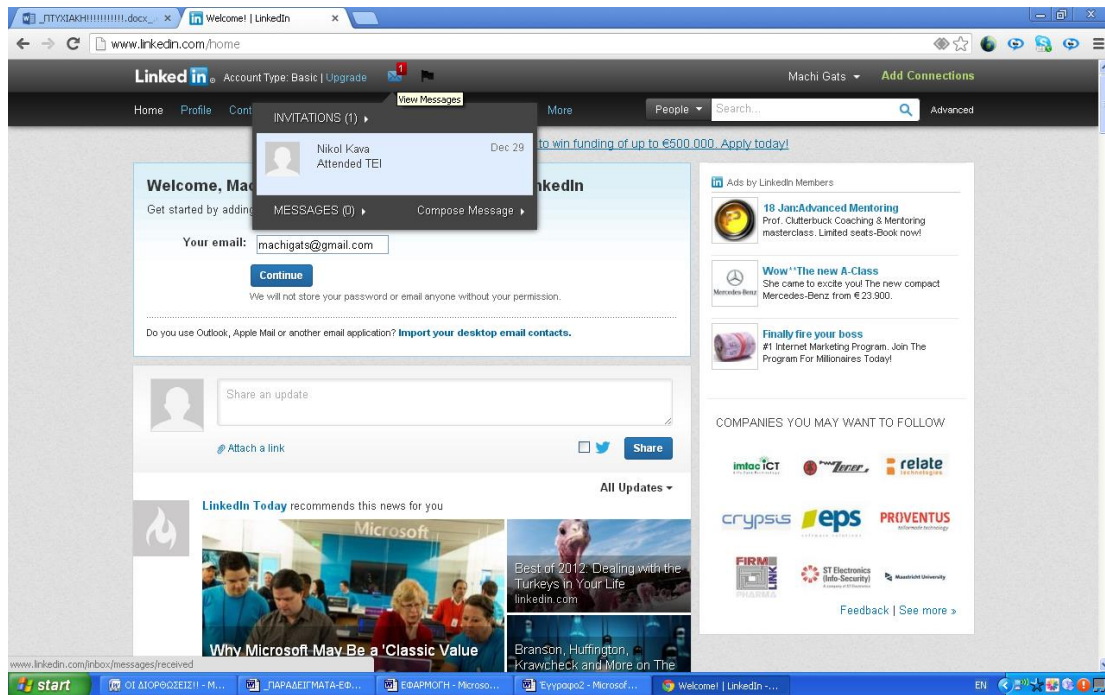 _ΠΤΥΧΙΑΚΗ!!!!!!!!!!!.docx_
Welcome! | LinkedIn
www.linkedin.com/home
Linked in
Account Type: Basic | Upgrade
1
Machi Gats
Add Connections
View Messages
Home
Profile
Cont
More
People
Search...
Advanced
INVITATIONS (1)
Nikol Kava
Dec 29
Attended TEI
MESSAGES (0)
Compose Message
to win funding of up to €500 000. Apply today!
Welcome, Mac
nkedIn
Get started by adding
Your email:
machigats@gmail.com
Continue
We will not store your password or email anyone without your permission.
Do you use Outlook, Apple Mail or another email application? Import your desktop email contacts.
Share an update
Attach a link
Share
All Updates
LinkedIn Today recommends this news for you
Microsoft
Why Microsoft May Be a 'Classic Value
Best of 2012: Dealing with the
Turkeys in Your Life
linkedin.com
Branson, Huffington,
Krawcheck and More on The
Ads by LinkedIn Members
18 Jan:Advanced Mentoring
Prof. Clutterbuck Coaching & Mentoring
masterclass. Limited seats-Book now!
Mercedes-Benz
Wow**The new A-Class
She came to excite you! The new compact
Mercedes-Benz from € 23.900.
Finally fire your boss
#1 Internet Marketing Program. Join The
Program For Millionaires Today!
COMPANIES YOU MAY WANT TO FOLLOW
imtac iCT
Zener
relate
technologies
crypsis
eps
software solutions
PROVENTUS
FIRM
LINK
PHARMA
ST Electronics
(Info-Security)
Maastricht University
Feedback | See more »
www.linkedin.com/inbox/messages/received
start
ΟΙ ΔΙΟΡΘΩΣΕΙΣ!! - M...
_ΠΑΡΑΔΕΙΓΜΑΤΑ-ΕΦ...
ΕΦΑΡΜΟΓΗ - Microso...
Έγγραφο2 - Microsof...
Welcome! | LinkedIn -...
EN